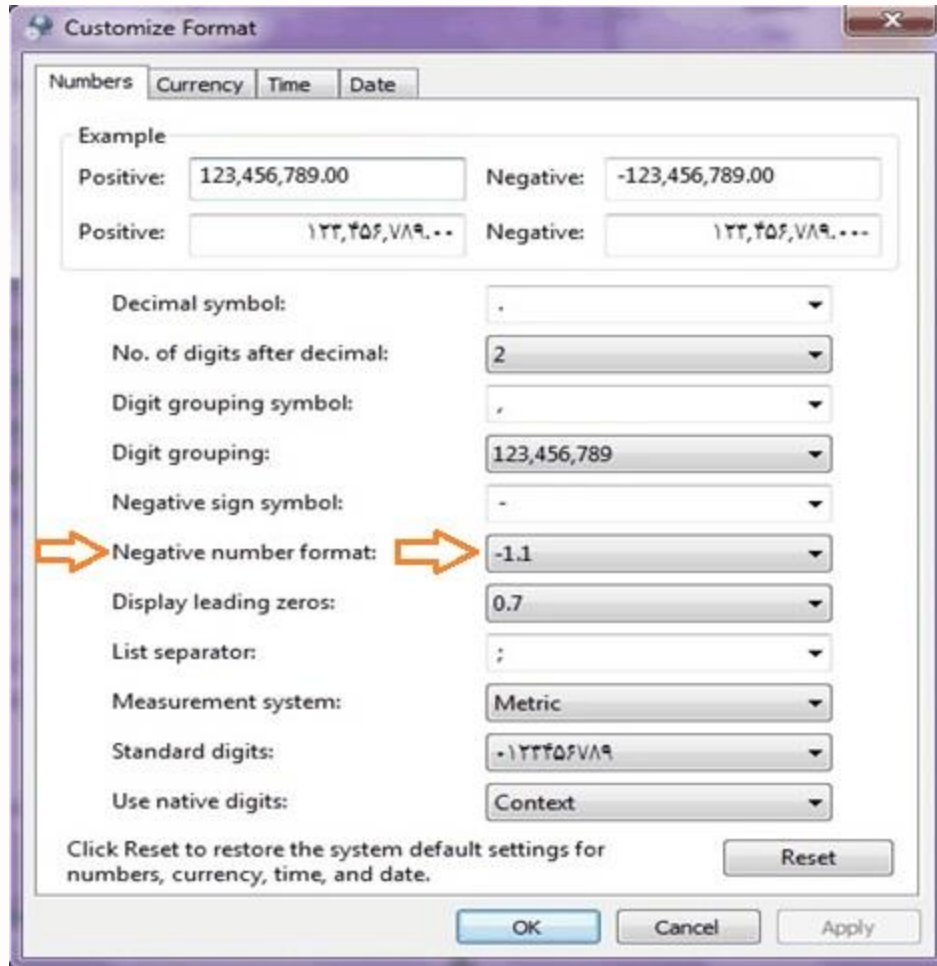 Customize Format
Numbers Currency Time Date
Example
Positive: 123,456,789.00 Negative: -123,456,789.00
Positive: ۱۲۳,۴۵۶,۷۸۹.۰۰ Negative: ۱۲۳,۴۵۶,۷۸۹.۰۰-
Decimal symbol: .
No. of digits after decimal: 2
Digit grouping symbol: ,
Digit grouping: 123,456,789
Negative sign symbol: -
Negative number format: -1.1
Display leading zeros: 0.7
List separator: ;
Measurement system: Metric
Standard digits: ۰۱۲۳۴۵۶۷۸۹
Use native digits: Context
Click Reset to restore the system default settings for
numbers, currency, time, and date.
Reset
OK Cancel Apply